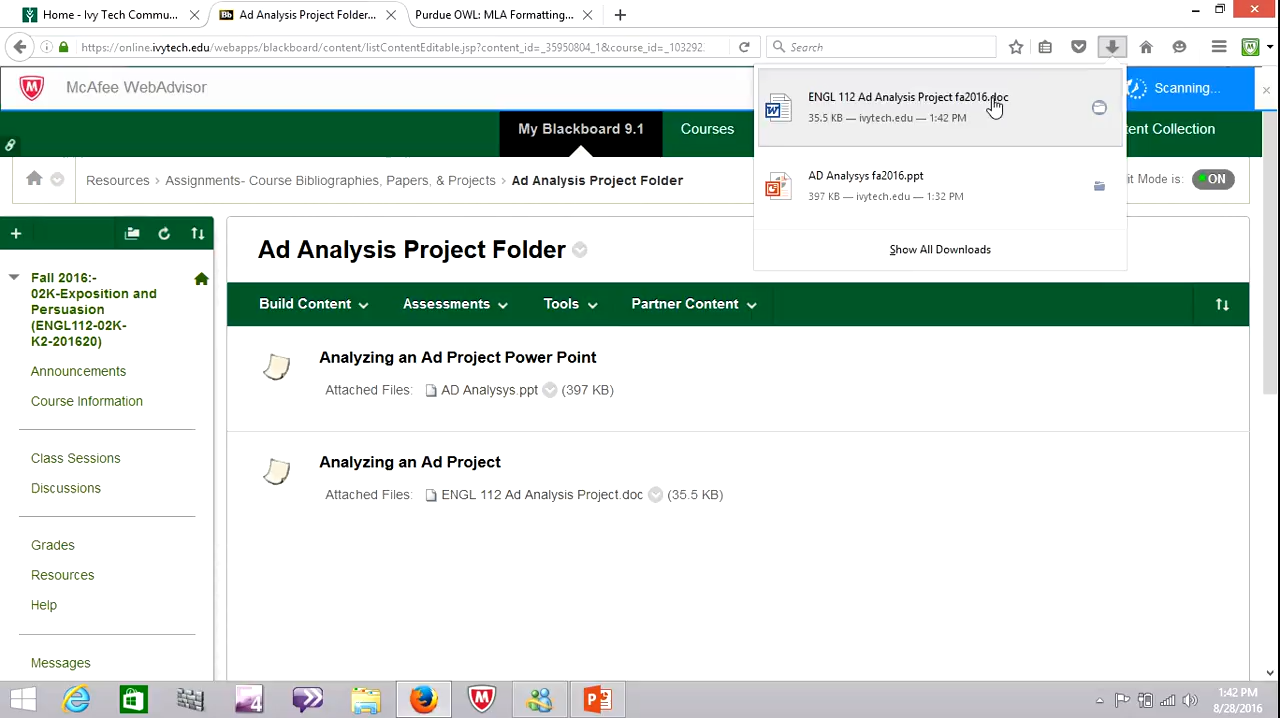 Home - Ivy Tech Commu...
Bb Ad Analysis Project Folder...
Purdue OWL: MLA Formatting...
https://online.ivytech.edu/webapps/blackboard/content/listContentEditable.jsp?content_id=_35950804_1&course_id=_103292
Search
McAfee WebAdvisor
ENGL 112 Ad Analysis Project fa2016.doc
35.5 KB — ivytech.edu — 1:42 PM
Scanning...
My Blackboard 9.1
Courses
tent Collection
Resources > Assignments- Course Bibliographies, Papers, & Projects > Ad Analysis Project Folder
AD Analysys fa2016.ppt
397 KB — ivytech.edu — 1:32 PM
it Mode is:
ON
Show All Downloads
Fall 2016:-
02K-Exposition and
Persuasion
(ENGL112-02K-
K2-201620)
Announcements
Course Information
Class Sessions
Discussions
Grades
Resources
Help
Messages
Ad Analysis Project Folder
Build Content
Assessments
Tools
Partner Content
Analyzing an Ad Project Power Point
Attached Files: AD Analysys.ppt (397 KB)
Analyzing an Ad Project
Attached Files: ENGL 112 Ad Analysis Project.doc (35.5 KB)
1:42 PM
8/28/2016